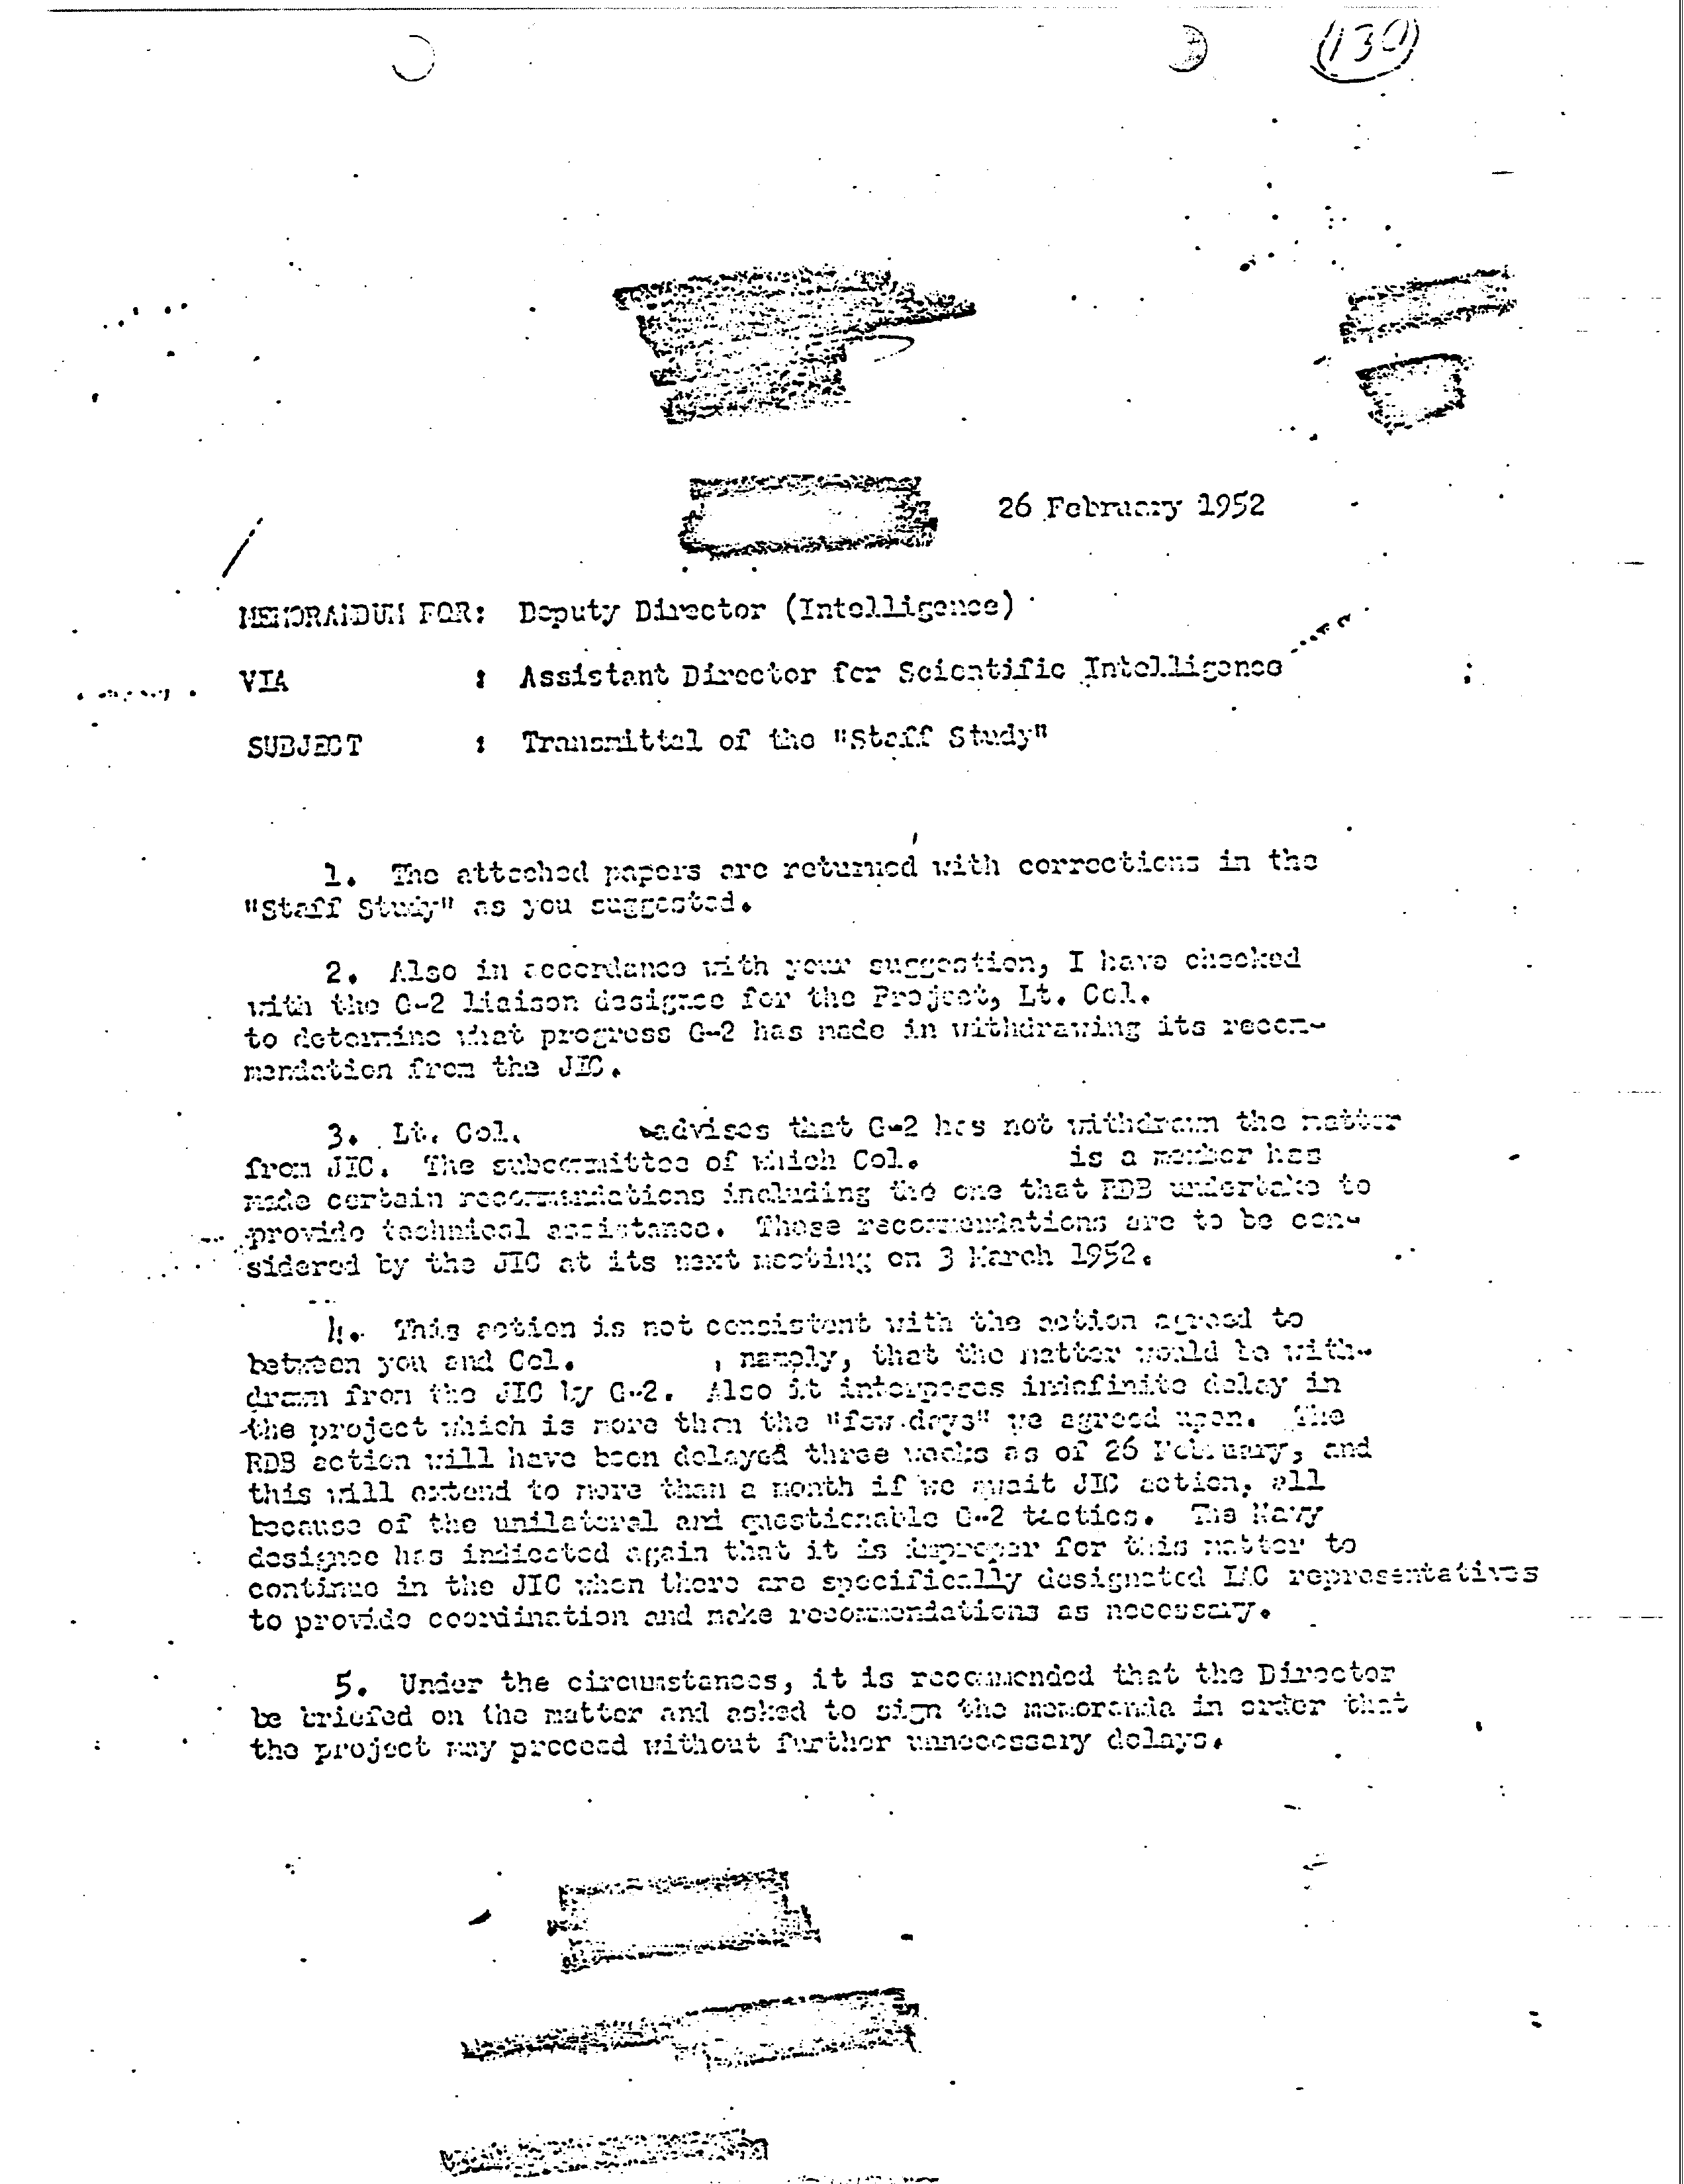 (130)
26 February 1952
MEMORANDUM FOR: Deputy Director (Intelligence)
VIA : Assistant Director for Scientific Intelligence
SUBJECT : Transmittal of the "Staff Study"
1. The attached papers are returned with corrections in the
"Staff Study" as you suggested.
2. Also in accordance with your suggestion, I have checked
with the G-2 liaison designee for the Project, Lt. Col.
to determine what progress G-2 has made in withdrawing its recom-
mendation from the JIC.
3. Lt. Col. advises that G-2 has not withdrawn the matter
from JIC. The subcommittee of which Col. is a member has
made certain recommendations including the one that RDB undertake to
provide technical assistance. These recommendations are to be con-
sidered by the JIC at its next meeting on 3 March 1952.
4. This action is not consistent with the action agreed to
between you and Col. , namely, that the matter would be with-
drawn from the JIC by G-2. Also it interposes indefinite delay in
the project which is more than the "few days" we agreed upon. The
RDB action will have been delayed three weeks as of 26 February, and
this will extend to more than a month if we await JIC action, all
because of the unilateral and questionable G-2 tactics. The Navy
designee has indicated again that it is improper for this matter to
continue in the JIC when there are specifically designated IAC representatives
to provide coordination and make recommendations as necessary.
5. Under the circumstances, it is recommended that the Director
be briefed on the matter and asked to sign the memoranda in order that
the project may proceed without further unnecessary delays.